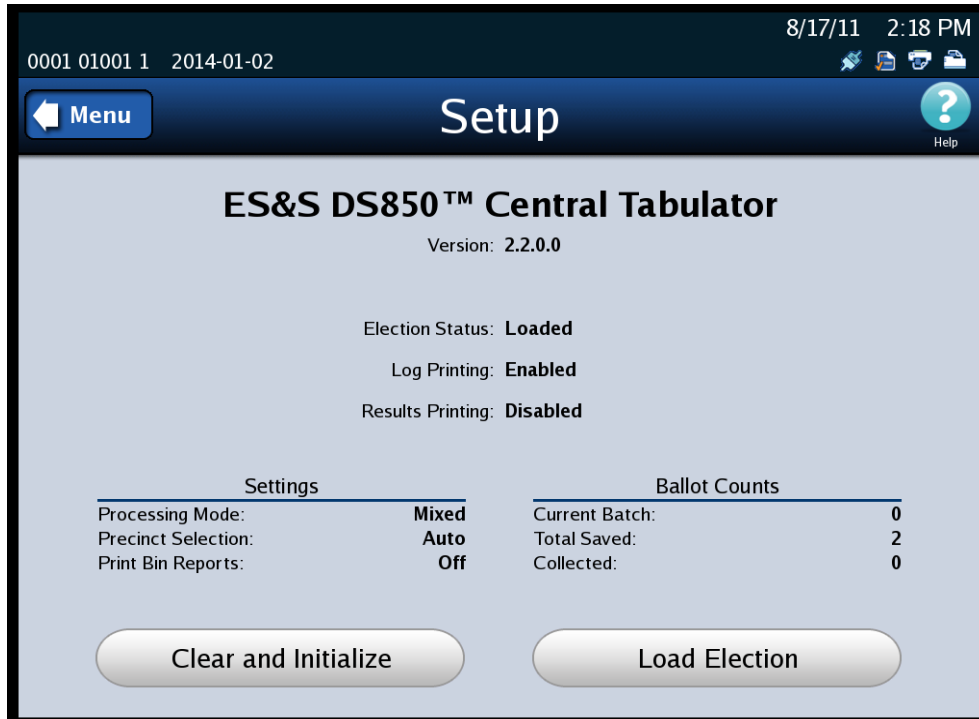 8/17/11 2:18 PM
0001 01001 1 2014-01-02
Menu
Setup
?
Help
ES&S DS850™ Central Tabulator
Version: 2.2.0.0
Election Status: Loaded
Log Printing: Enabled
Results Printing: Disabled
Settings
Processing Mode: Mixed
Precinct Selection: Auto
Print Bin Reports: Off
Ballot Counts
Current Batch: 0
Total Saved: 2
Collected: 0
Clear and Initialize
Load Election